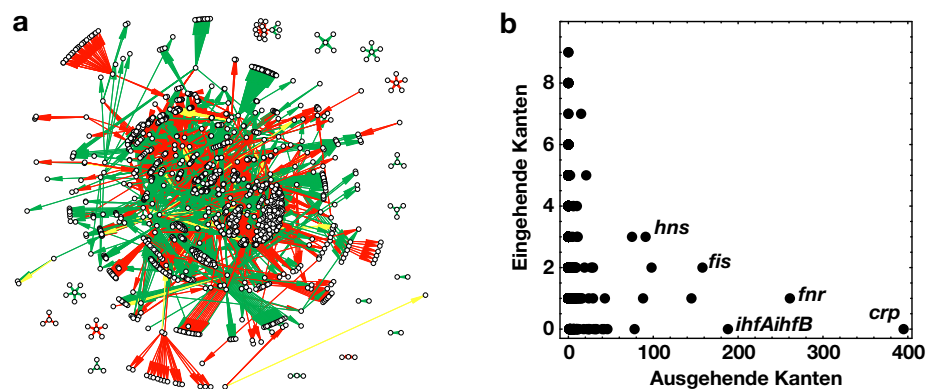 a
b
Eingehende Kanten
8
6
4
2
0
hns
fis
fnr
ihfAihfB
crp
0 100 200 300 400
Ausgehende Kanten